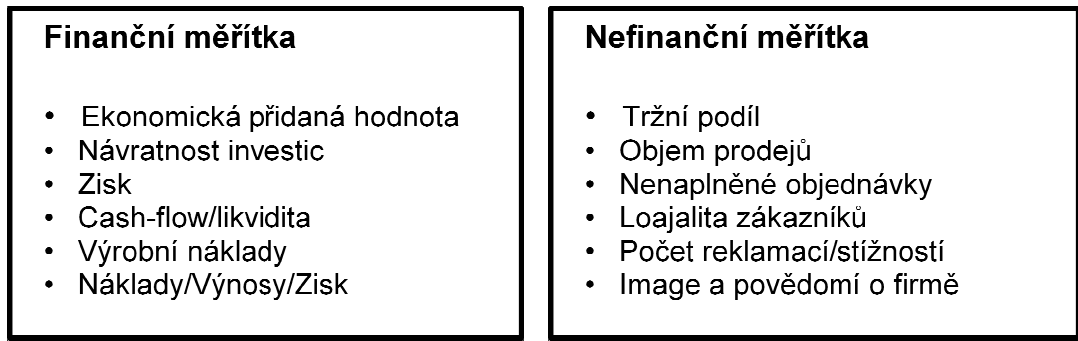 Finanční měřítka
• Ekonomická přidaná hodnota
• Návratnost investic
• Zisk
• Cash-flow/likvidita
• Výrobní náklady
• Náklady/Výnosy/Zisk
Nefinanční měřítka
• Tržní podíl
• Objem prodejů
• Nenaplněné objednávky
• Loajalita zákazníků
• Počet reklamací/stížností
• Image a povědomí o firmě